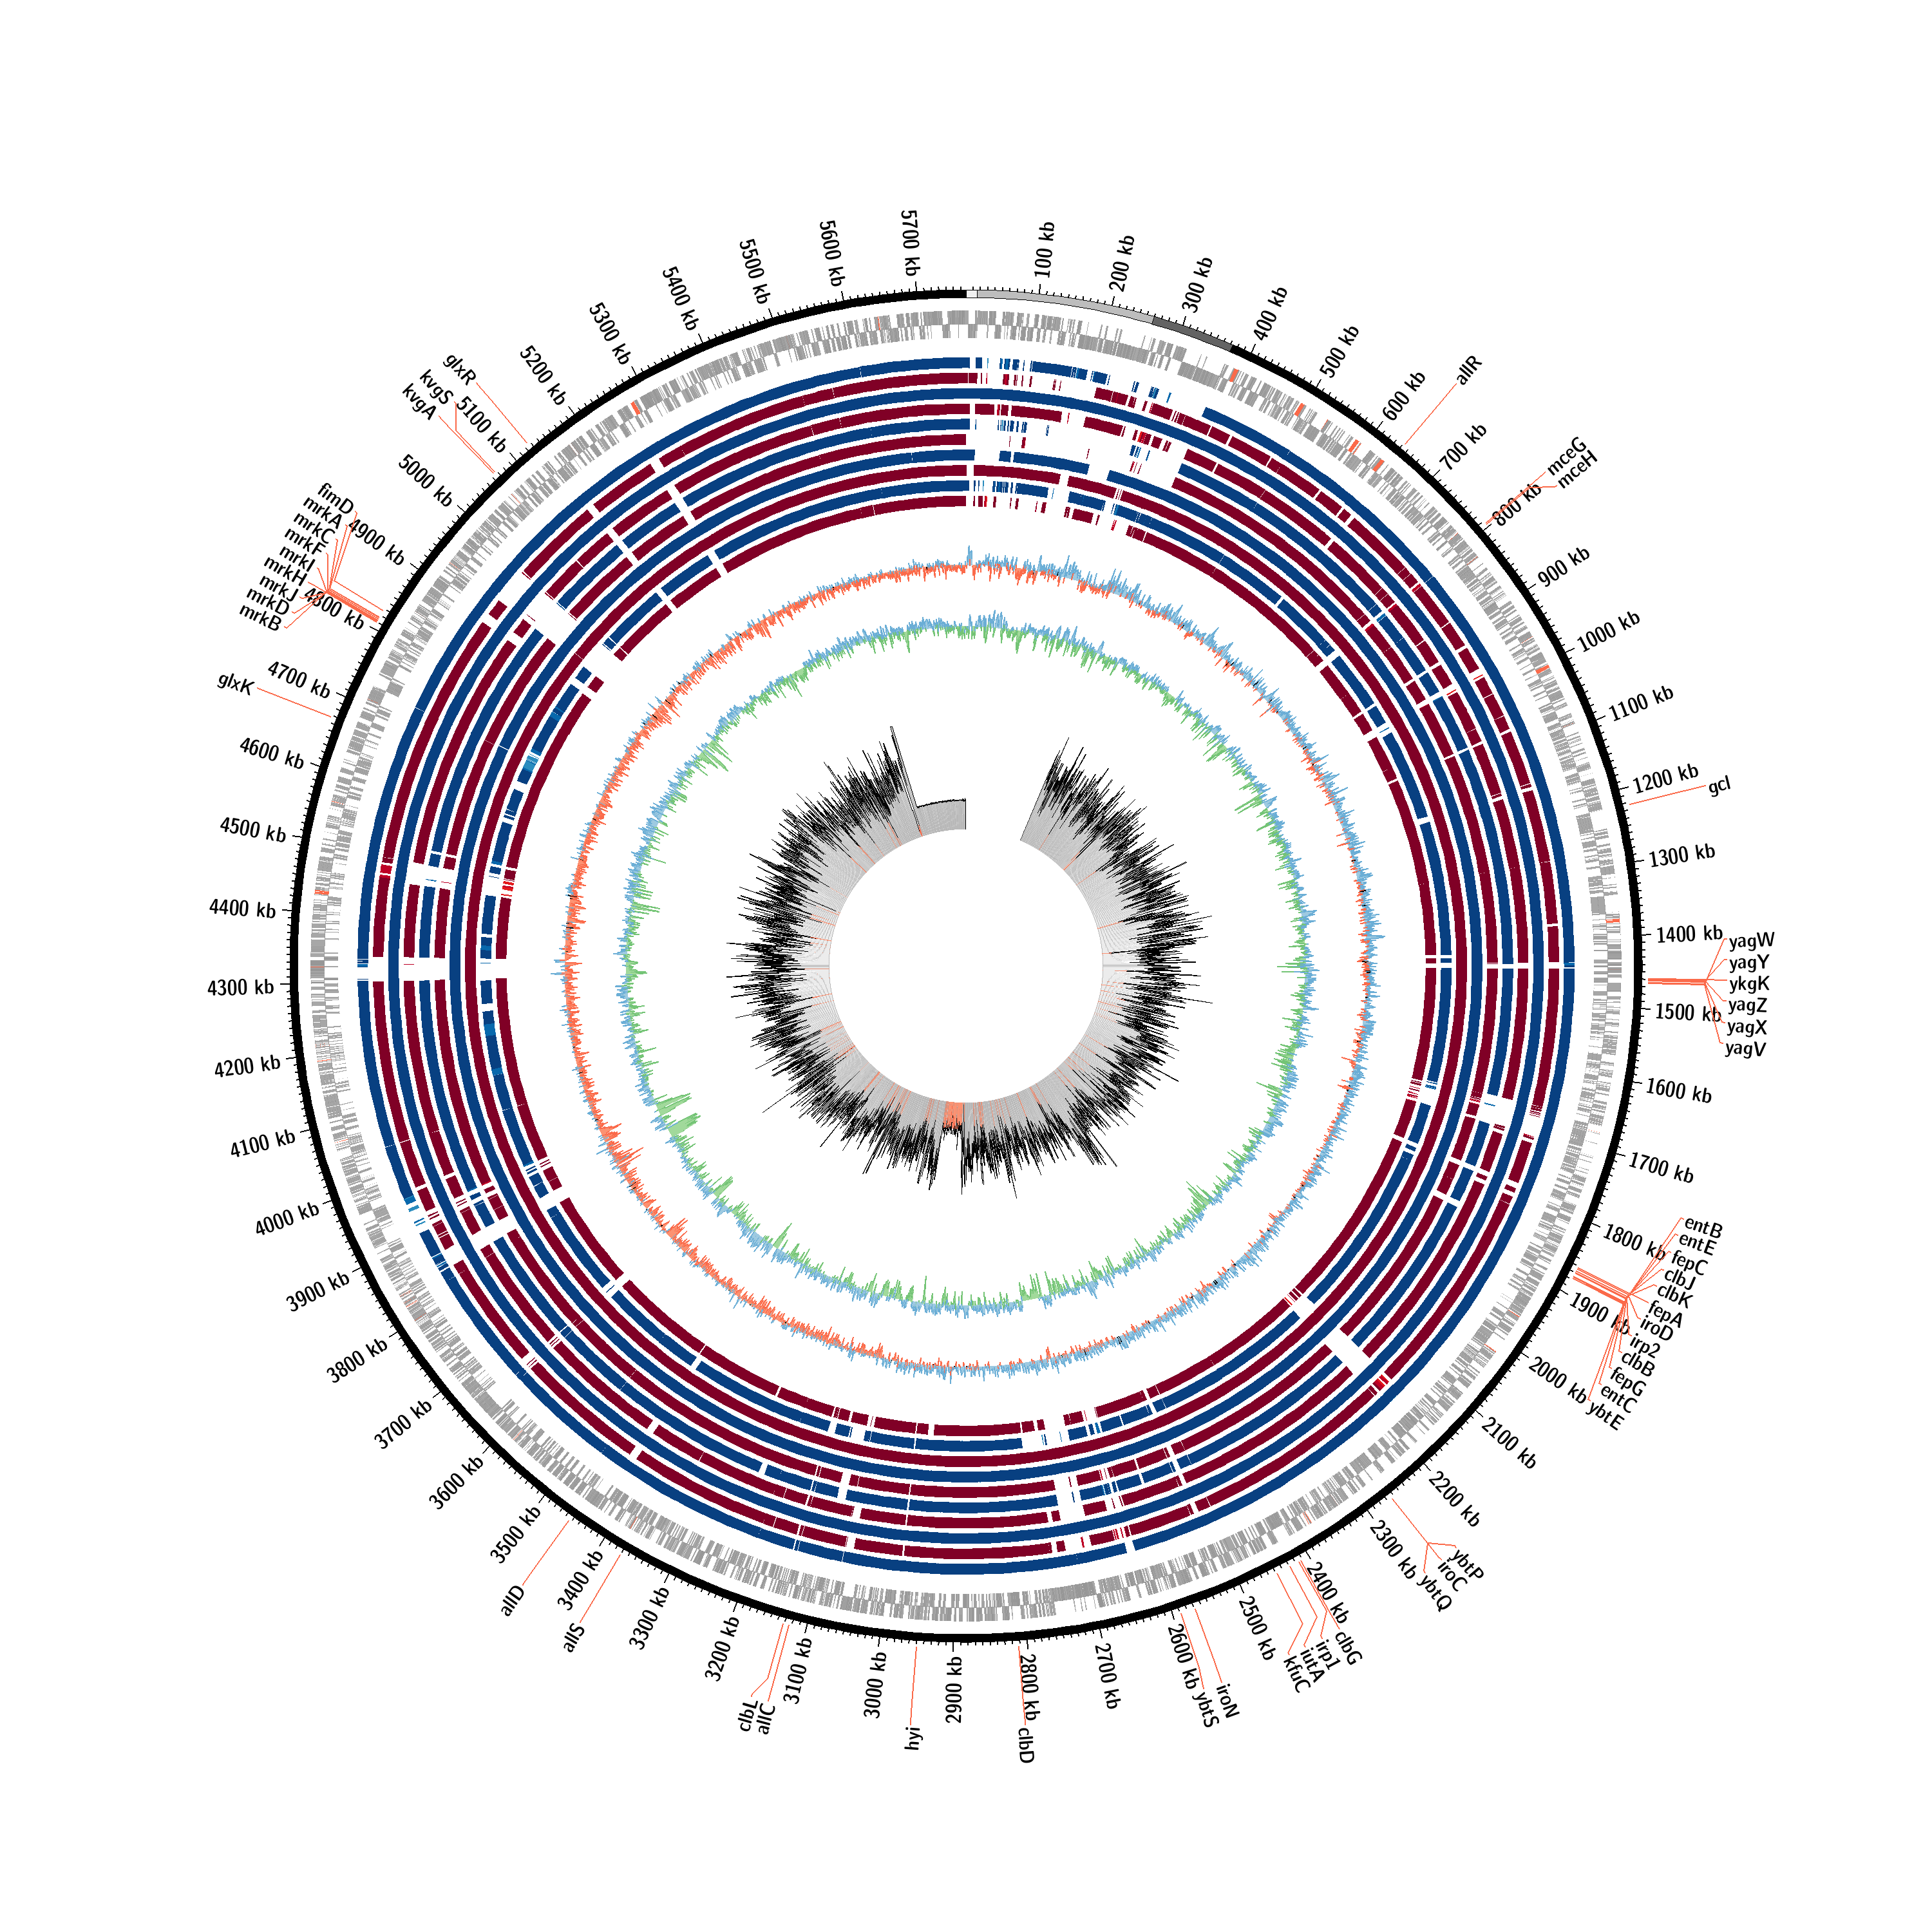 100 kb
200 kb
300 kb
400 kb
500 kb
600 kb
allR
700 kb
mceG
mceH
800 kb
900 kb
1000 kb
1100 kb
1200 kb
gcl
1300 kb
1400 kb
yagW
yagY
ykgK
yagZ
yagX
yagV
1500 kb
1600 kb
1700 kb
1800 kb
entB
entE
fepC
clbJ
clbK
fepA
iroD
irp2
clbB
fepG
entC
ybtE
1900 kb
2000 kb
2100 kb
2200 kb
ybtP
iroC
ybtQ
2300 kb
2400 kb
clbG
irp1
iutA
kfuC
2500 kb
iroN
ybtS
2600 kb
2700 kb
2800 kb
clbD
2900 kb
hyi
3000 kb
3100 kb
allC
clbL
3200 kb
3300 kb
allS
3400 kb
allD
3500 kb
3600 kb
3700 kb
3800 kb
3900 kb
4000 kb
4100 kb
4200 kb
4300 kb
4400 kb
4500 kb
4600 kb
glxK
4700 kb
4800 kb
mrkB
mrkD
mrkJ
mrkH
mrkI
mrkF
mrkC
mrkA
fimD
4900 kb
5000 kb
kvgA
kvgS
5100 kb
glxR
5200 kb
5300 kb
5400 kb
5500 kb
5600 kb
5700 kb